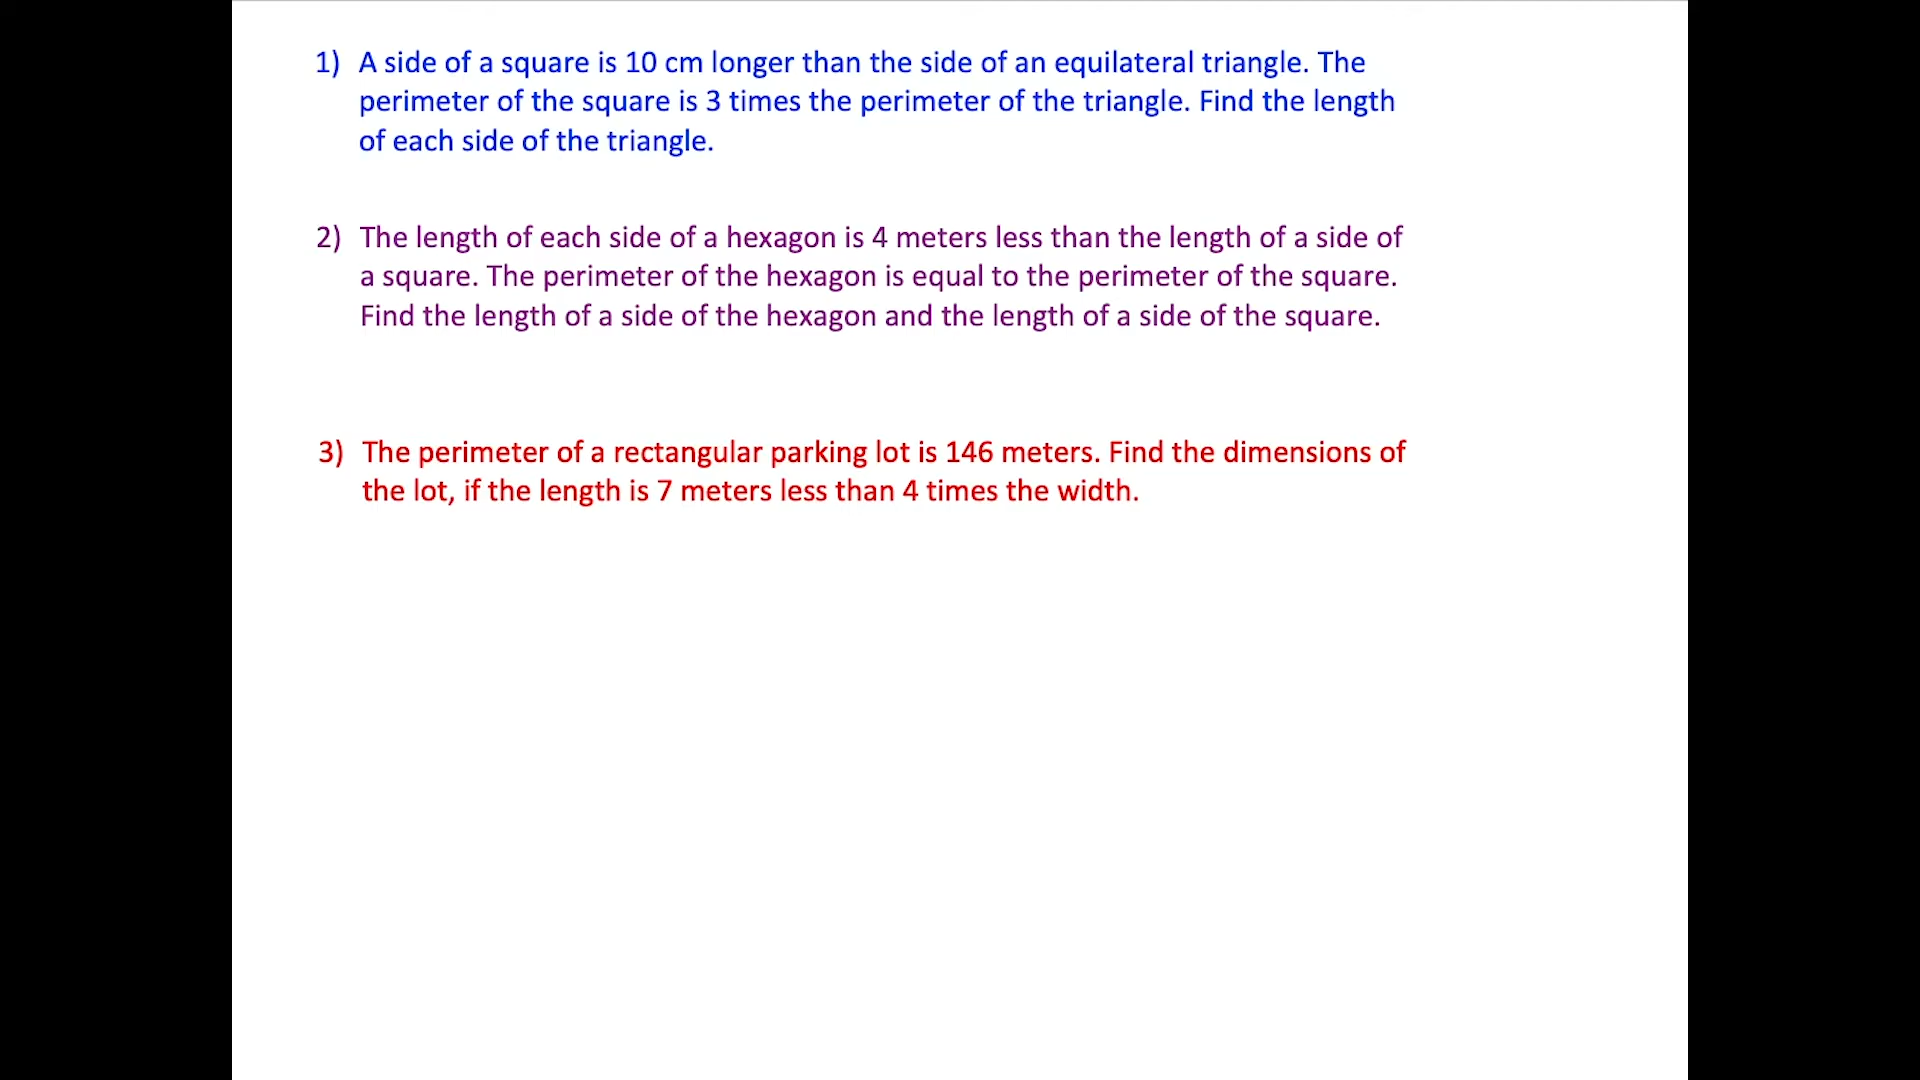 1) A side of a square is 10 cm longer than the side of an equilateral triangle. The
perimeter of the square is 3 times the perimeter of the triangle. Find the length
of each side of the triangle.
2) The length of each side of a hexagon is 4 meters less than the length of a side of
a square. The perimeter of the hexagon is equal to the perimeter of the square.
Find the length of a side of the hexagon and the length of a side of the square.
3) The perimeter of a rectangular parking lot is 146 meters. Find the dimensions of
the lot, if the length is 7 meters less than 4 times the width.